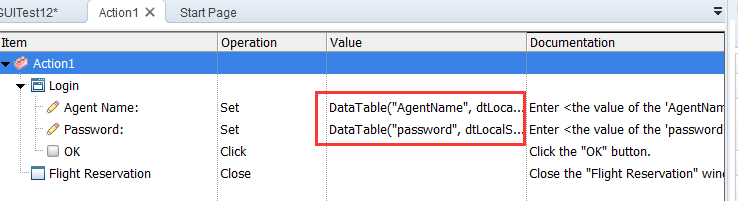 GUITest12* Action1 Start Page
Item Operation Value Documentation
Action1
Login
Agent Name: Set DataTable("AgentName", dtLoca... Enter <the value of the 'AgentNam
Password: Set DataTable("password", dtLocalS... Enter <the value of the 'password'
OK Click Click the "OK" button.
Flight Reservation Close Close the "Flight Reservation" wind